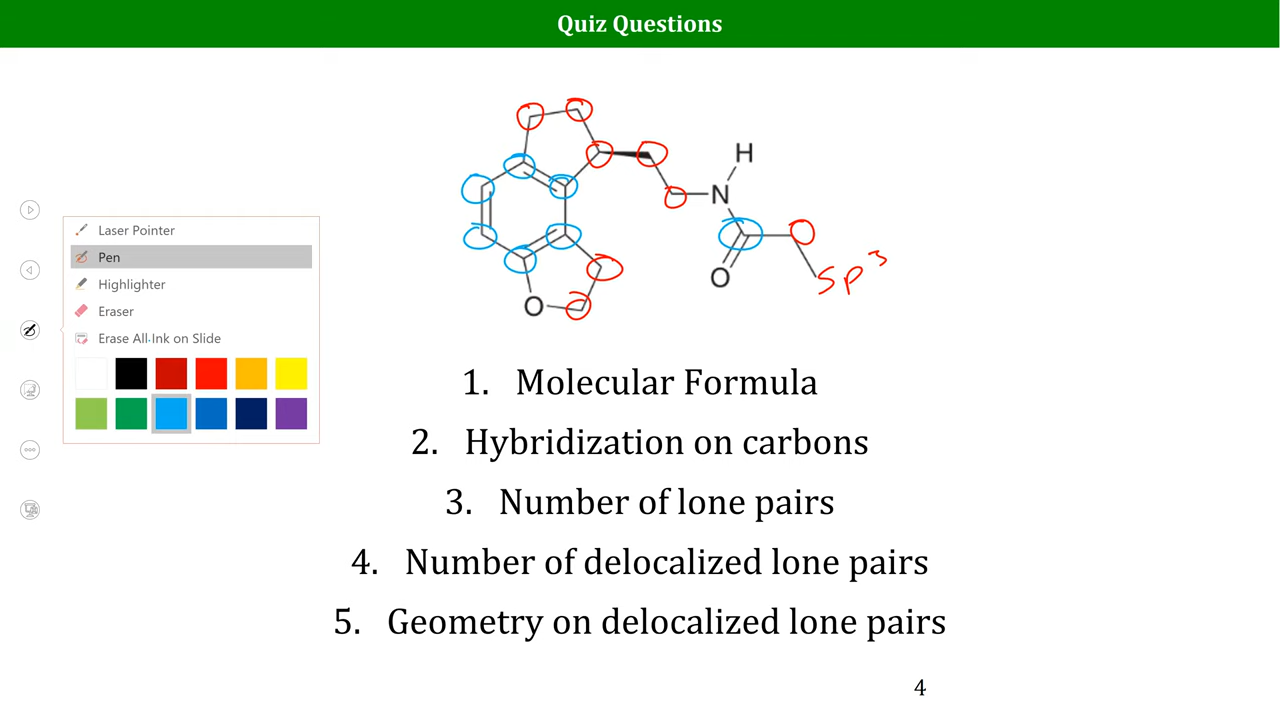 Quiz Questions
H
N
O
O
Sp³
Laser Pointer
Pen
Highlighter
Eraser
Erase All Ink on Slide
1. Molecular Formula
2. Hybridization on carbons
3. Number of lone pairs
4. Number of delocalized lone pairs
5. Geometry on delocalized lone pairs
4